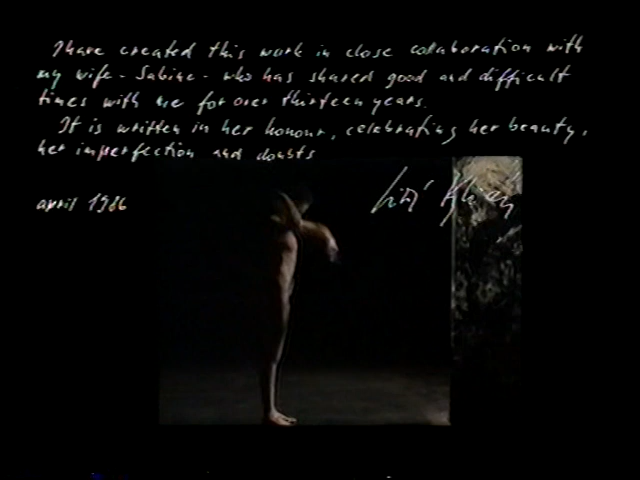 I have created this work in close collaboration with
my wife - Sabine - who has shared good and difficult
times with me for over thirteen years.
It is written in her honour, celebrating her beauty,
her imperfection and doubts
april 1986
Jiří Kylián